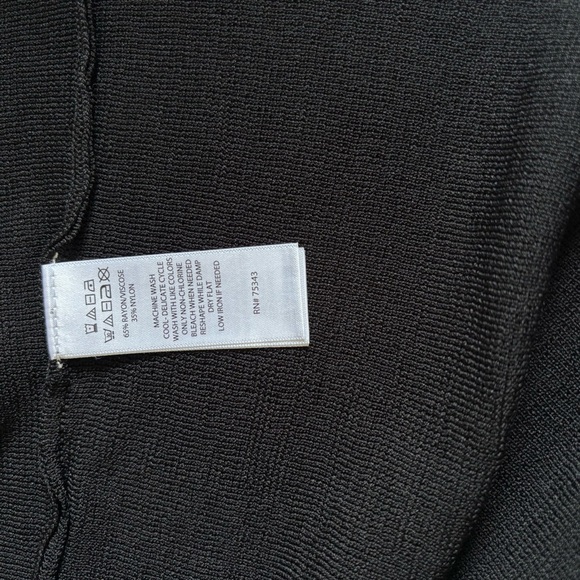 65% RAYON/VISCOSE
35% NYLON
MACHINE WASH
COOL-DELICATE CYCLE
WASH WITH LIKE COLORS
ONLY NON-CHLORINE
BLEACH WHEN NEEDED
RESHAPE WHILE DAMP
DRY FLAT
LOW IRON IF NEEDED
RN# 75343